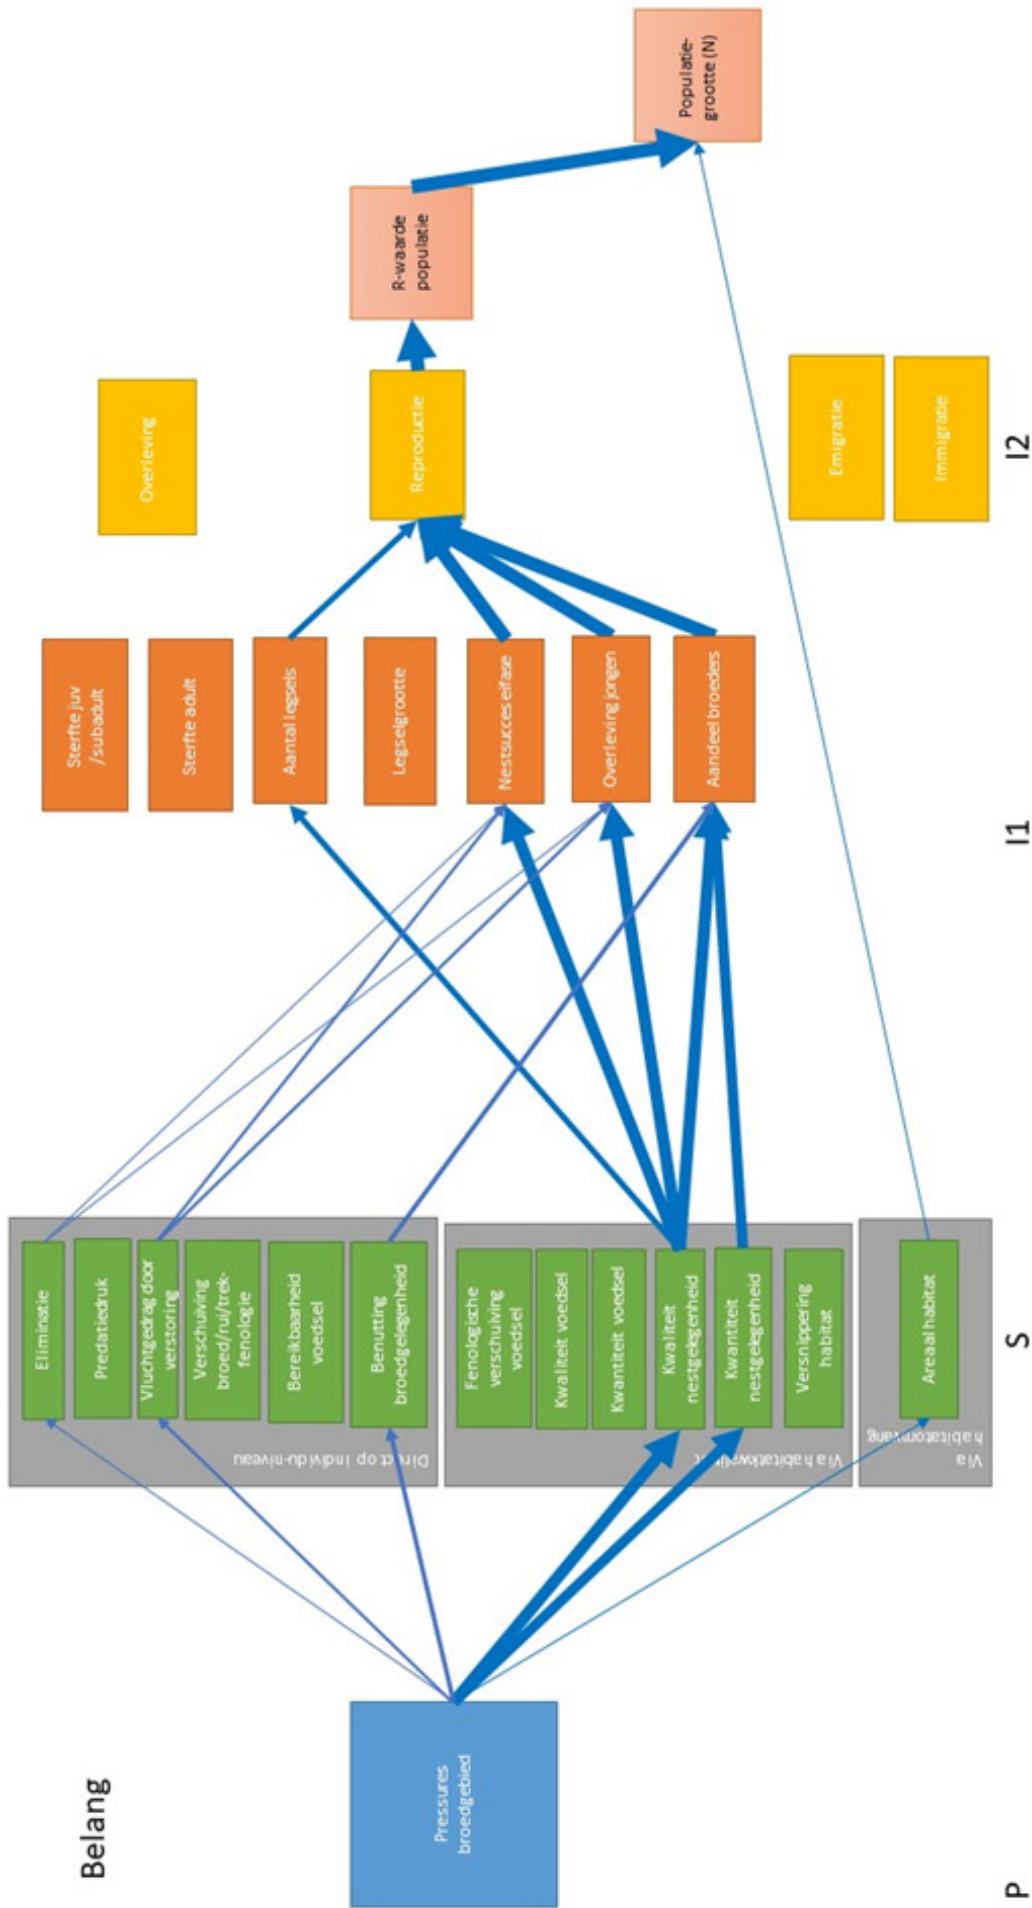 Belang
Pressures
broedgebied
Direct op individu-niveau
Eliminatie
Predatiedruk
Vluchtgedrag door
verstoring
Verschuiving
broed/rui/trek-
fenologie
Bereikbaarheid
voedsel
Benutting
broedgelegenheid
Fenologische
verschuiving
voedsel
Kwaliteit voedsel
Kwantiteit voedsel
Kwaliteit
nestgelegenheid
Kwantiteit
nestgelegenheid
Versnippering
habitat
Via
habitatomvang
Areaal habitat
Sterfte juv
/subadult
Sterfte adult
Aantal legsels
Legselgrootte
Nestsucces eifase
Overleving jongen
Aandeel broeders
Overleving
Reproductie
Emigratie
Immigratie
R-waarde
populatie
Populatie-
grootte (N)
P
S
I1
I2